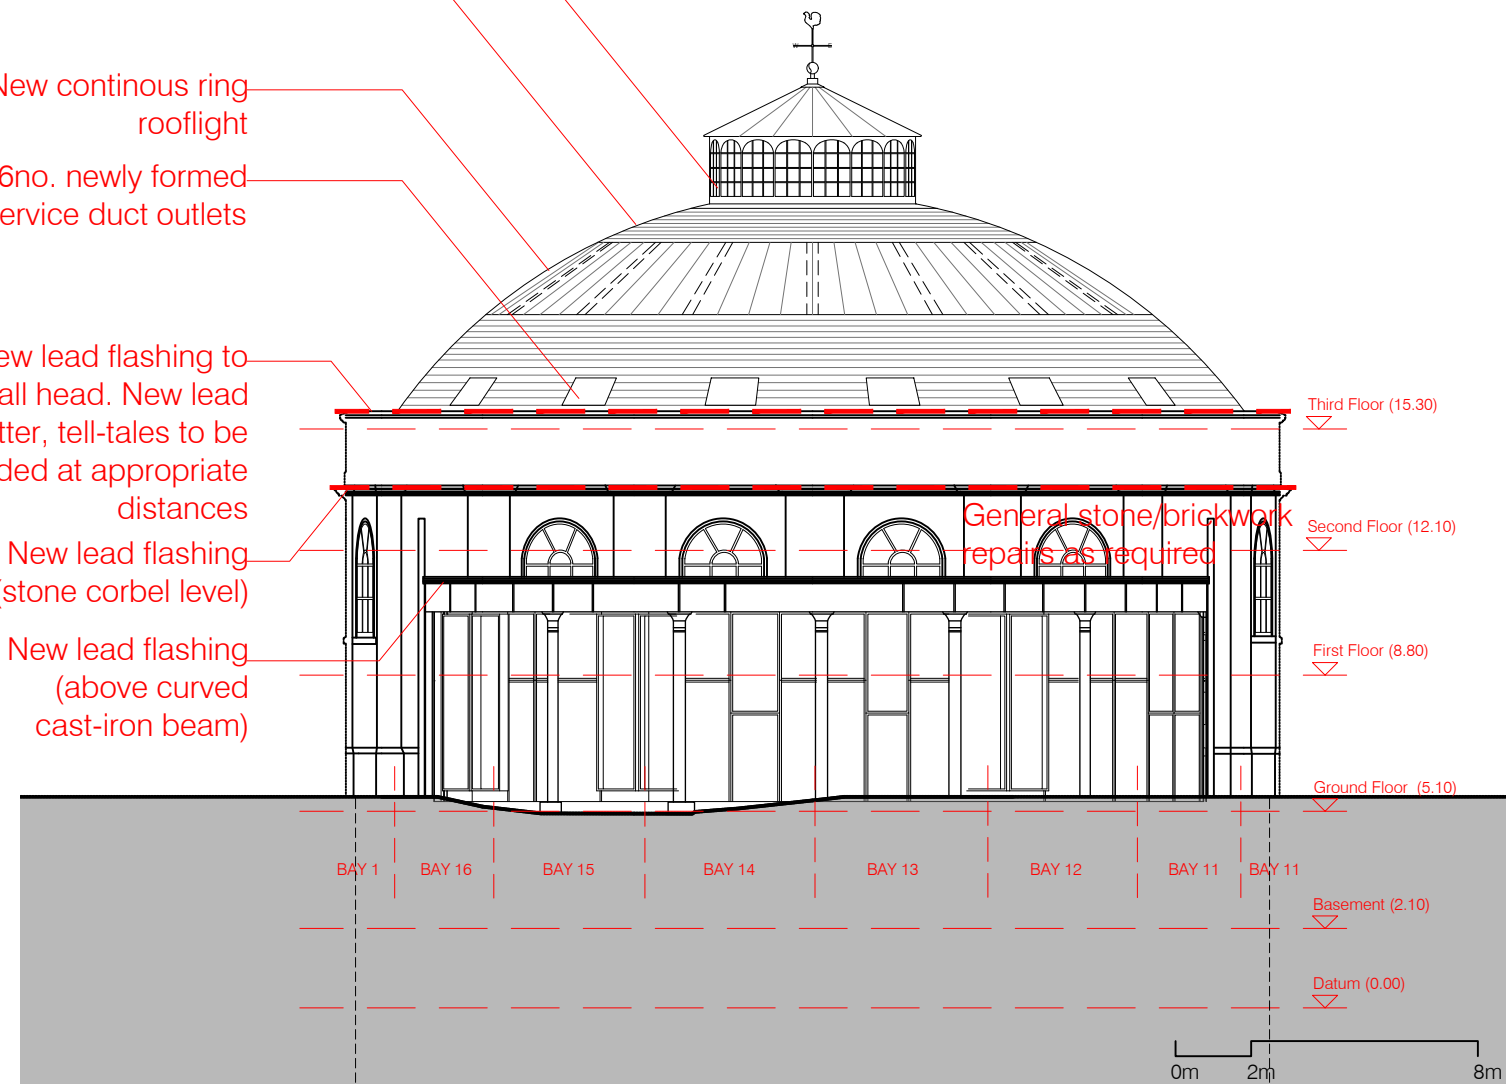 New continous ring
rooflight
6no. newly formed
service duct outlets
New lead flashing to
wall head. New lead
tter, tell-tales to be
ded at appropriate
distances
New lead flashing
(stone corbel level)
New lead flashing
(above curved
cast-iron beam)
General stone/brickwork
repairs as required
Third Floor (15.30)
Second Floor (12.10)
First Floor (8.80)
Ground Floor (5.10)
BAY 1
BAY 16
BAY 15
BAY 14
BAY 13
BAY 12
BAY 11
BAY 11
Basement (2.10)
Datum (0.00)
0m
2m
8m